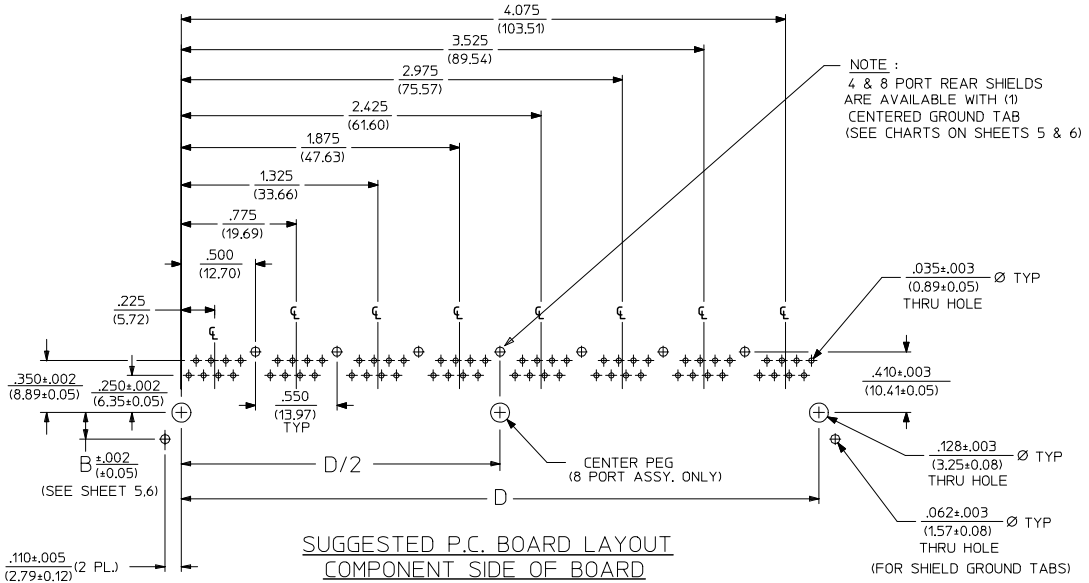 4.075
(103.51)
3.525
(89.54)
2.975
(75.57)
2.425
(61.60)
1.875
(47.63)
1.325
(33.66)
.775
(19.69)
.500
(12.70)
.225
(5.72)
NOTE :
4 & 8 PORT REAR SHIELDS
ARE AVAILABLE WITH (1)
CENTERED GROUND TAB
(SEE CHARTS ON SHEETS 5 & 6)
.035±.003
(0.89±0.05)
Ø TYP
THRU HOLE
℄ ℄ ℄ ℄ ℄ ℄ ℄ ℄
.350±.002
(8.89±0.05)
.250±.002
(6.35±0.05)
.550
(13.97)
TYP
.410±.003
(10.41±0.05)
B ±.002
(±0.05)
(SEE SHEET 5,6)
D/2
CENTER PEG
(8 PORT ASSY. ONLY)
D
.128±.003
(3.25±0.08)
Ø TYP
THRU HOLE
.062±.003
(1.57±0.08)
Ø TYP
THRU HOLE
(FOR SHIELD GROUND TABS)
.110±.005
(2.79±0.12)
(2 PL.)
SUGGESTED P.C. BOARD LAYOUT
COMPONENT SIDE OF BOARD